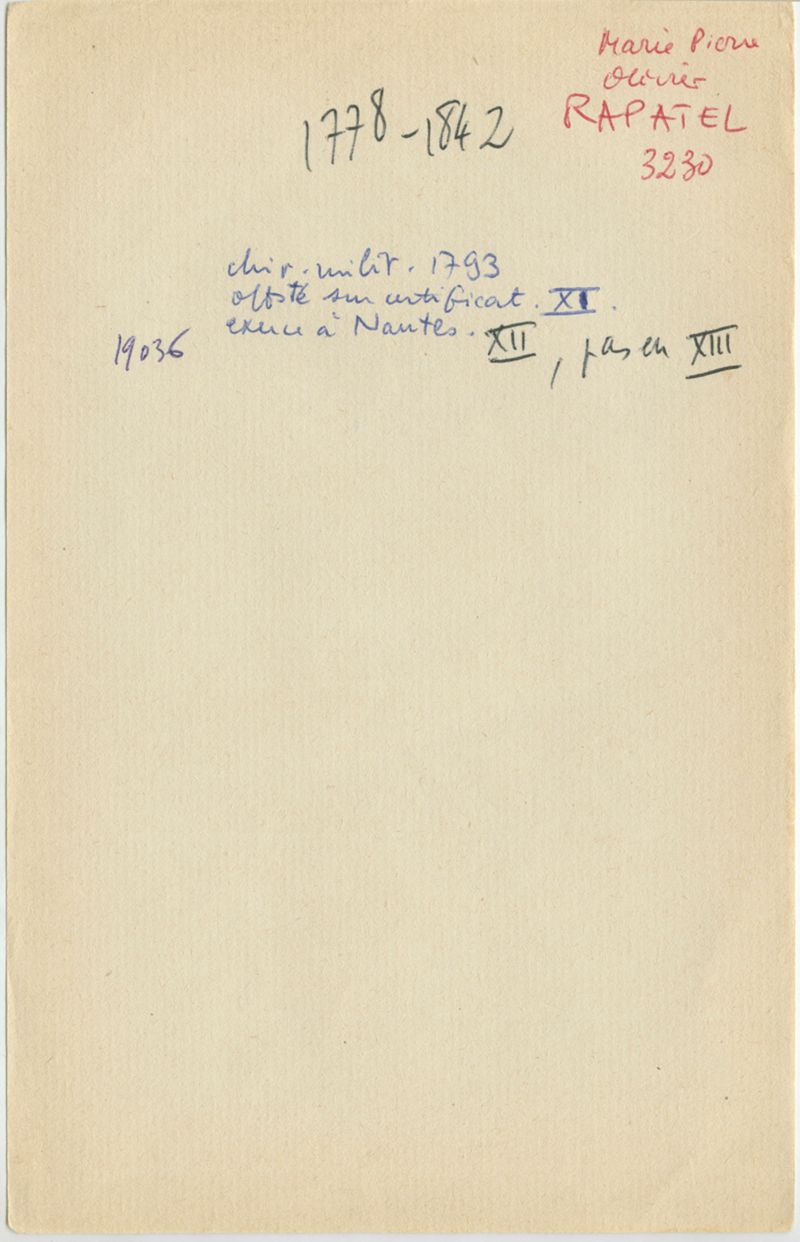 Marie Pierre
Olivier
RAPATEL
3230
1778-1842
chir. milit. 1793
offsté sur certificat. XI.
exerce à Nantes. XII, pas en XIII
19036